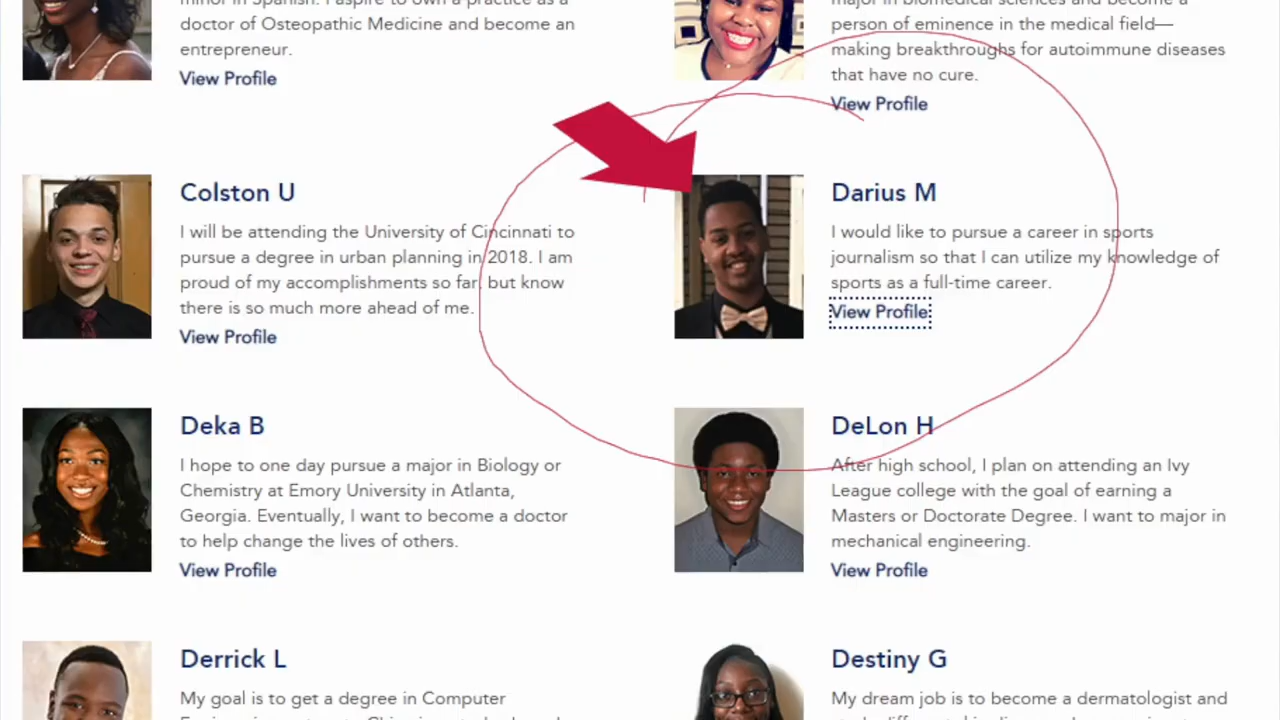 minor in Spanish. I aspire to own a practice as a
doctor of Osteopathic Medicine and become an
entrepreneur.
View Profile
major in biomedical sciences and become a
person of eminence in the medical field—
making breakthroughs for autoimmune diseases
that have no cure.
View Profile
Colston U
I will be attending the University of Cincinnati to
pursue a degree in urban planning in 2018. I am
proud of my accomplishments so far, but know
there is so much more ahead of me.
View Profile
Darius M
I would like to pursue a career in sports
journalism so that I can utilize my knowledge of
sports as a full-time career.
View Profile
Deka B
I hope to one day pursue a major in Biology or
Chemistry at Emory University in Atlanta,
Georgia. Eventually, I want to become a doctor
to help change the lives of others.
View Profile
DeLon H
After high school, I plan on attending an Ivy
League college with the goal of earning a
Masters or Doctorate Degree. I want to major in
mechanical engineering.
View Profile
Derrick L
My goal is to get a degree in Computer
Destiny G
My dream job is to become a dermatologist and